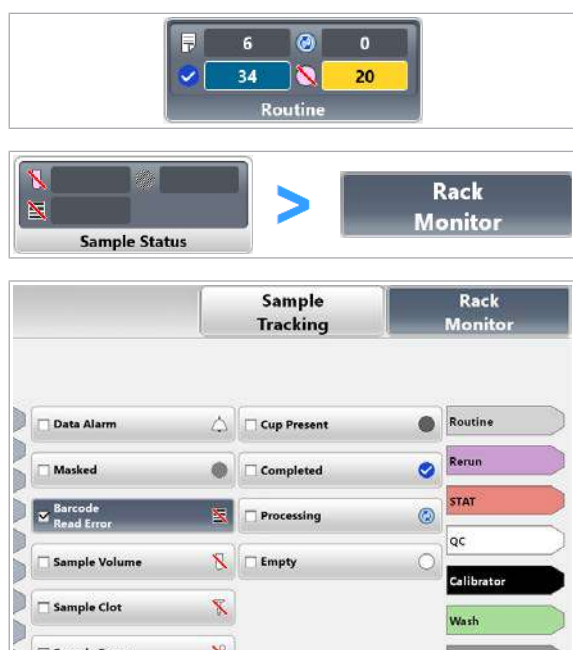 6 0
34 20
Routine
Sample Status
>
Rack
Monitor
Sample
Tracking
Rack
Monitor
Data Alarm
Cup Present
Routine
Masked
Completed
Rerun
Barcode
Read Error
Processing
STAT
QC
Sample Volume
Empty
Calibrator
Sample Clot
Wash